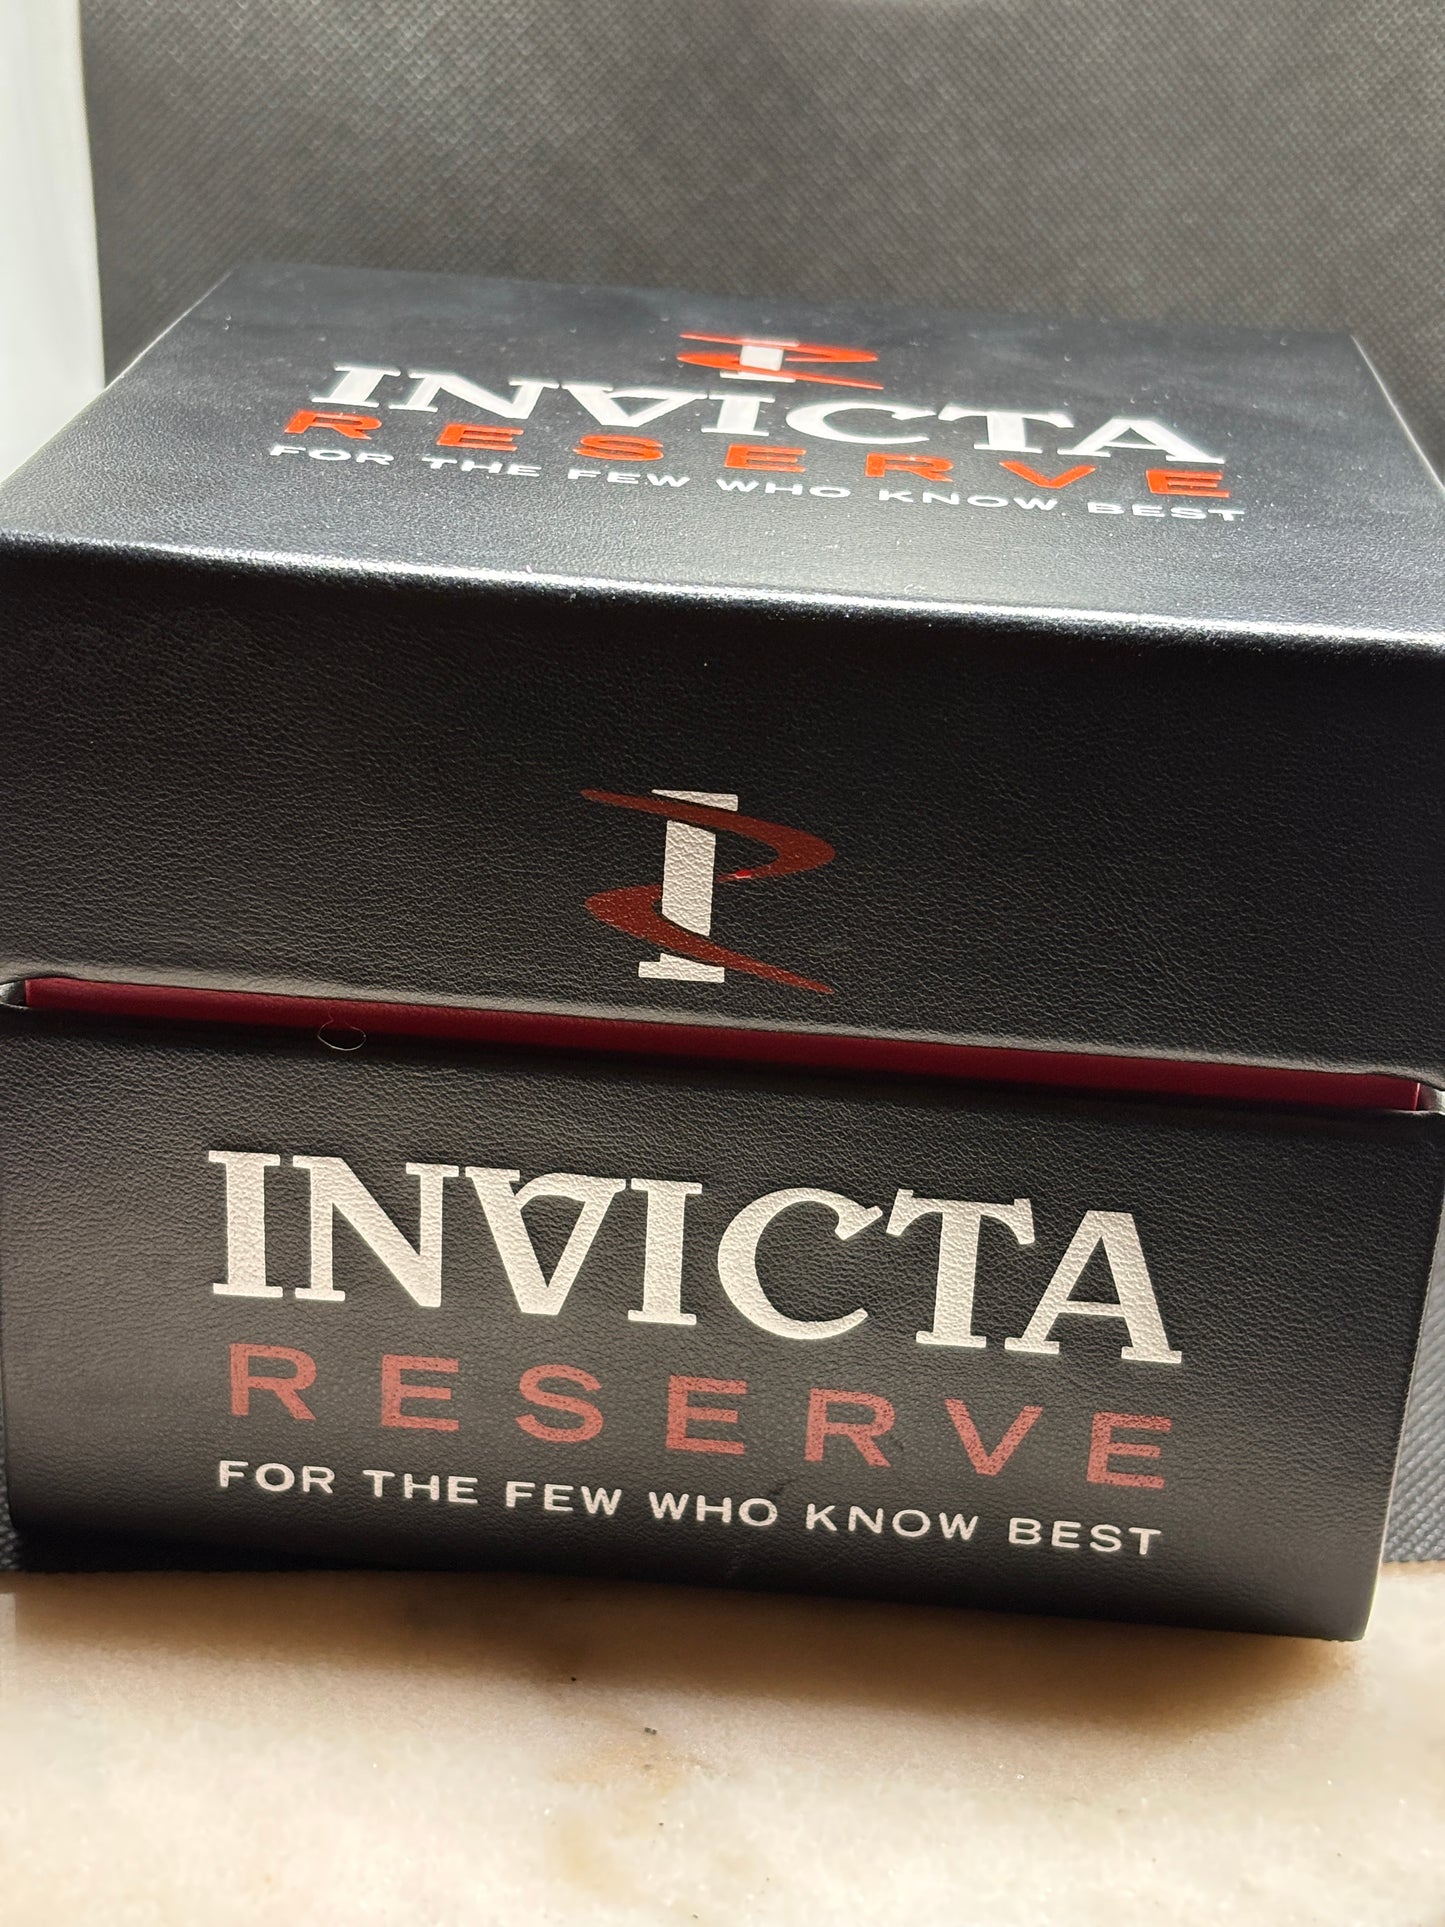 INVICTA
RESERVE
FOR THE FEW WHO KNOW BEST
INVICTA
RESERVE
FOR THE FEW WHO KNOW BEST